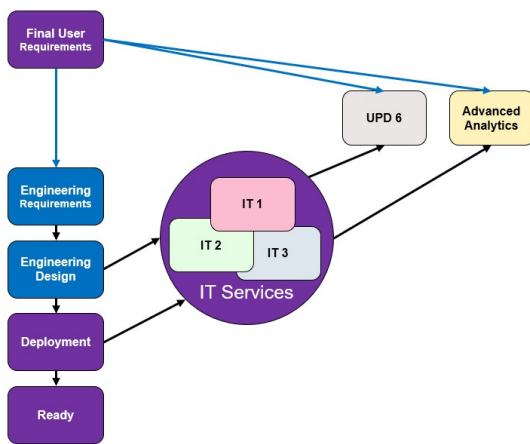 Final User
Requirements
UPD 6
Advanced
Analytics
Engineering
Requirements
IT 1
IT 2
IT 3
Engineering
Design
IT Services
Deployment
Ready